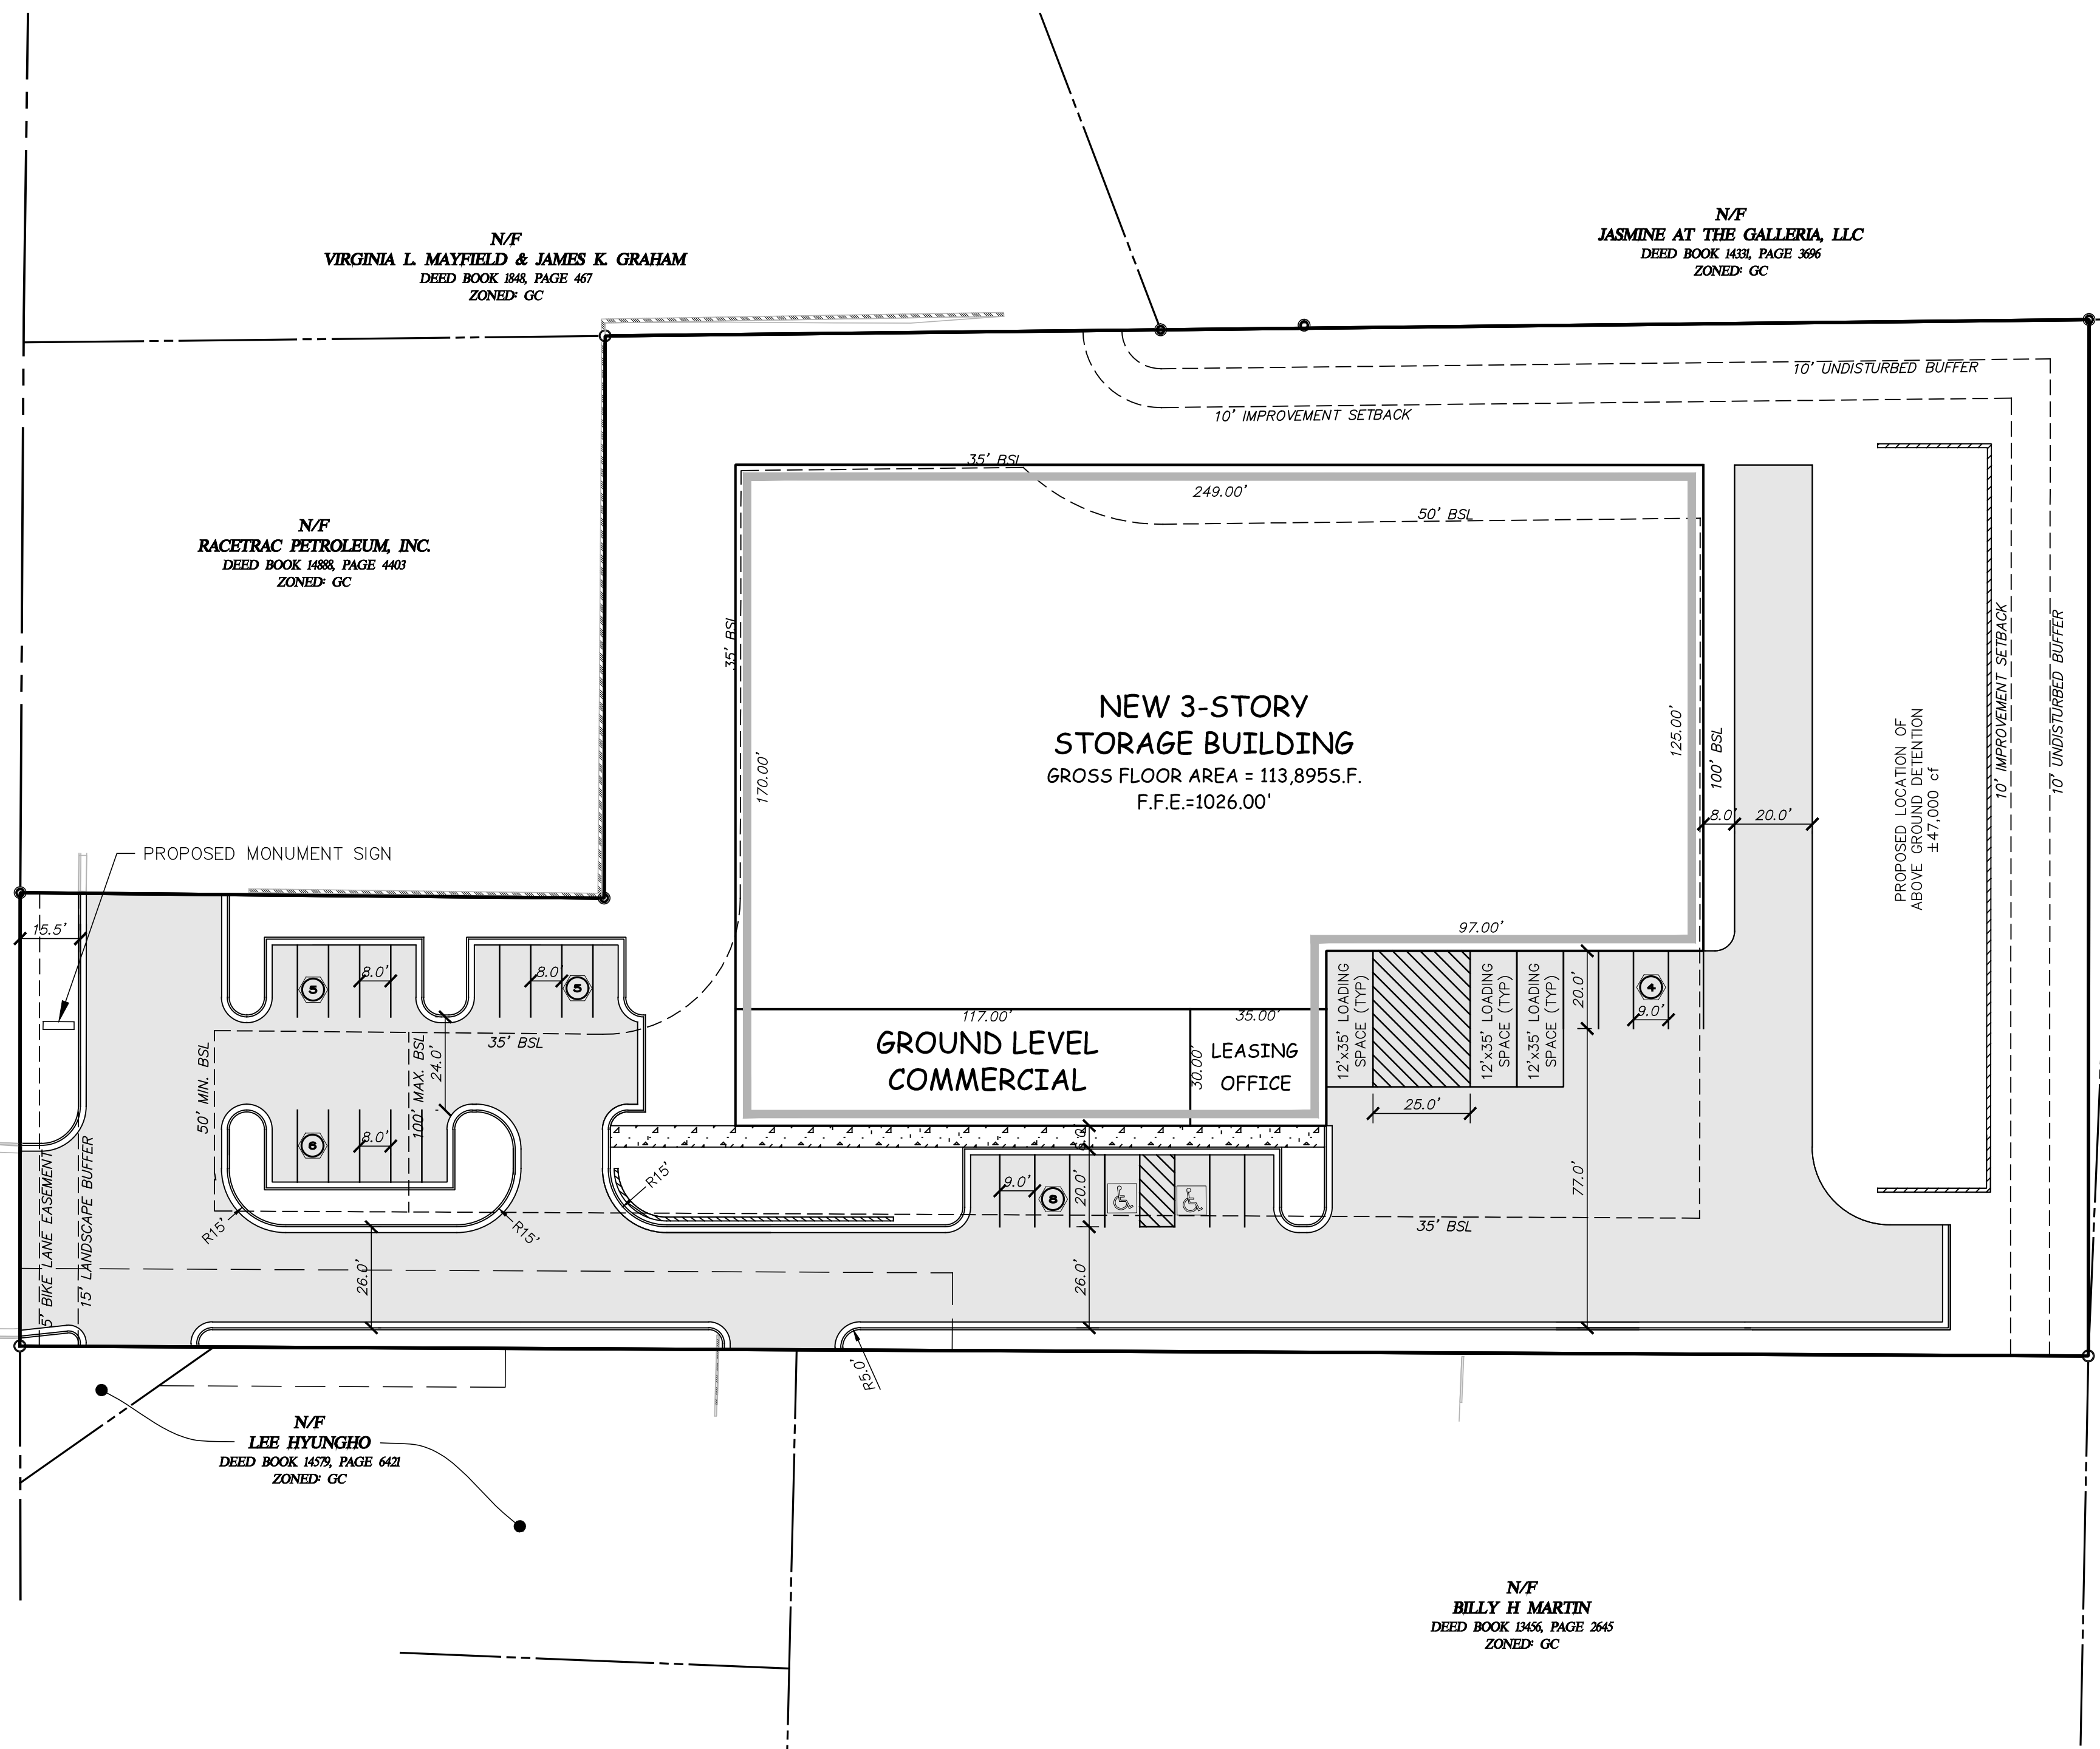 N/F
VIRGINIA L. MAYFIELD & JAMES K. GRAHAM
DEED BOOK 1848, PAGE 467
ZONED: GC
N/F
JASMINE AT THE GALLERIA, LLC
DEED BOOK 14331, PAGE 3696
ZONED: GC
10' UNDISTURBED BUFFER
10' IMPROVEMENT SETBACK
35' BSL
249.00'
50' BSL
N/F
RACETRAC PETROLEUM, INC.
DEED BOOK 14888, PAGE 4403
ZONED: GC
35' BSL
170.00'
NEW 3-STORY
STORAGE BUILDING
GROSS FLOOR AREA = 113,895S.F.
F.F.E.=1026.00'
125.00'
100' BSL
8.0'
20.0'
PROPOSED LOCATION OF
ABOVE GROUND DETENTION
±47,000 cf
10' IMPROVEMENT SETBACK
10' UNDISTURBED BUFFER
PROPOSED MONUMENT SIGN
15.5'
97.00'
5
8.0'
8.0'
5
12'x35' LOADING
SPACE (TYP)
12'x35' LOADING
SPACE (TYP)
12'x35' LOADING
SPACE (TYP)
20.0'
4
9.0'
117.00'
35.00'
GROUND LEVEL
COMMERCIAL
30.00'
LEASING
OFFICE
35' BSL
50' MIN. BSL
100' MAX. BSL
24.0'
25.0'
6
8.0'
R15'
R15'
R15'
9.0'
8
20.0'
77.0'
35' BSL
5' BIKE LANE EASEMENT
15' LANDSCAPE BUFFER
26.0'
26.0'
R5.0'
N/F
LEE HYUNGHO
DEED BOOK 14579, PAGE 6421
ZONED: GC
N/F
BILLY H MARTIN
DEED BOOK 13456, PAGE 2645
ZONED: GC